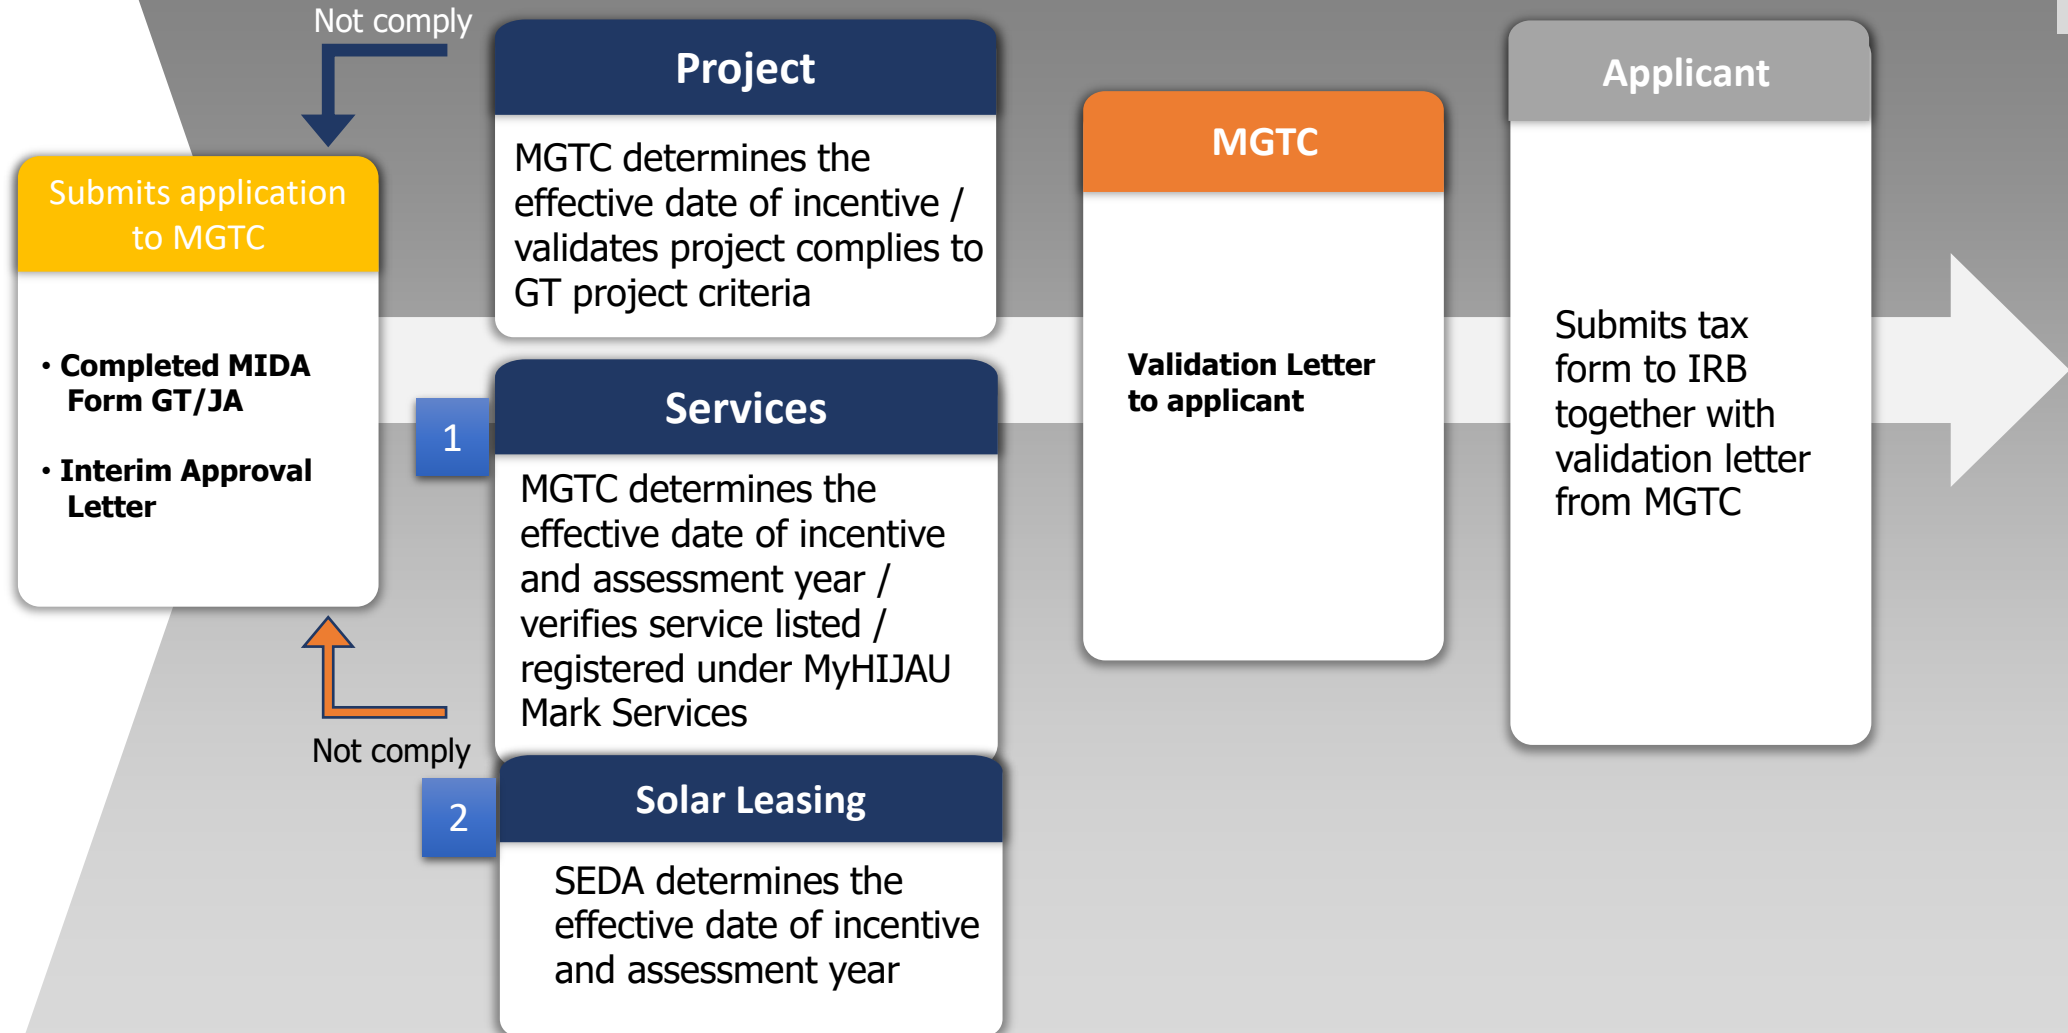 Not comply
Submits application
to MGTC
• Completed MIDA
Form GT/JA
• Interim Approval
Letter
Not comply
Project
MGTC determines the
effective date of incentive /
validates project complies to
GT project criteria
1
Services
MGTC determines the
effective date of incentive
and assessment year /
verifies service listed /
registered under MyHIJAU
Mark Services
2
Solar Leasing
SEDA determines the
effective date of incentive
and assessment year
MGTC
Validation Letter
to applicant
Applicant
Submits tax
form to IRB
together with
validation letter
from MGTC